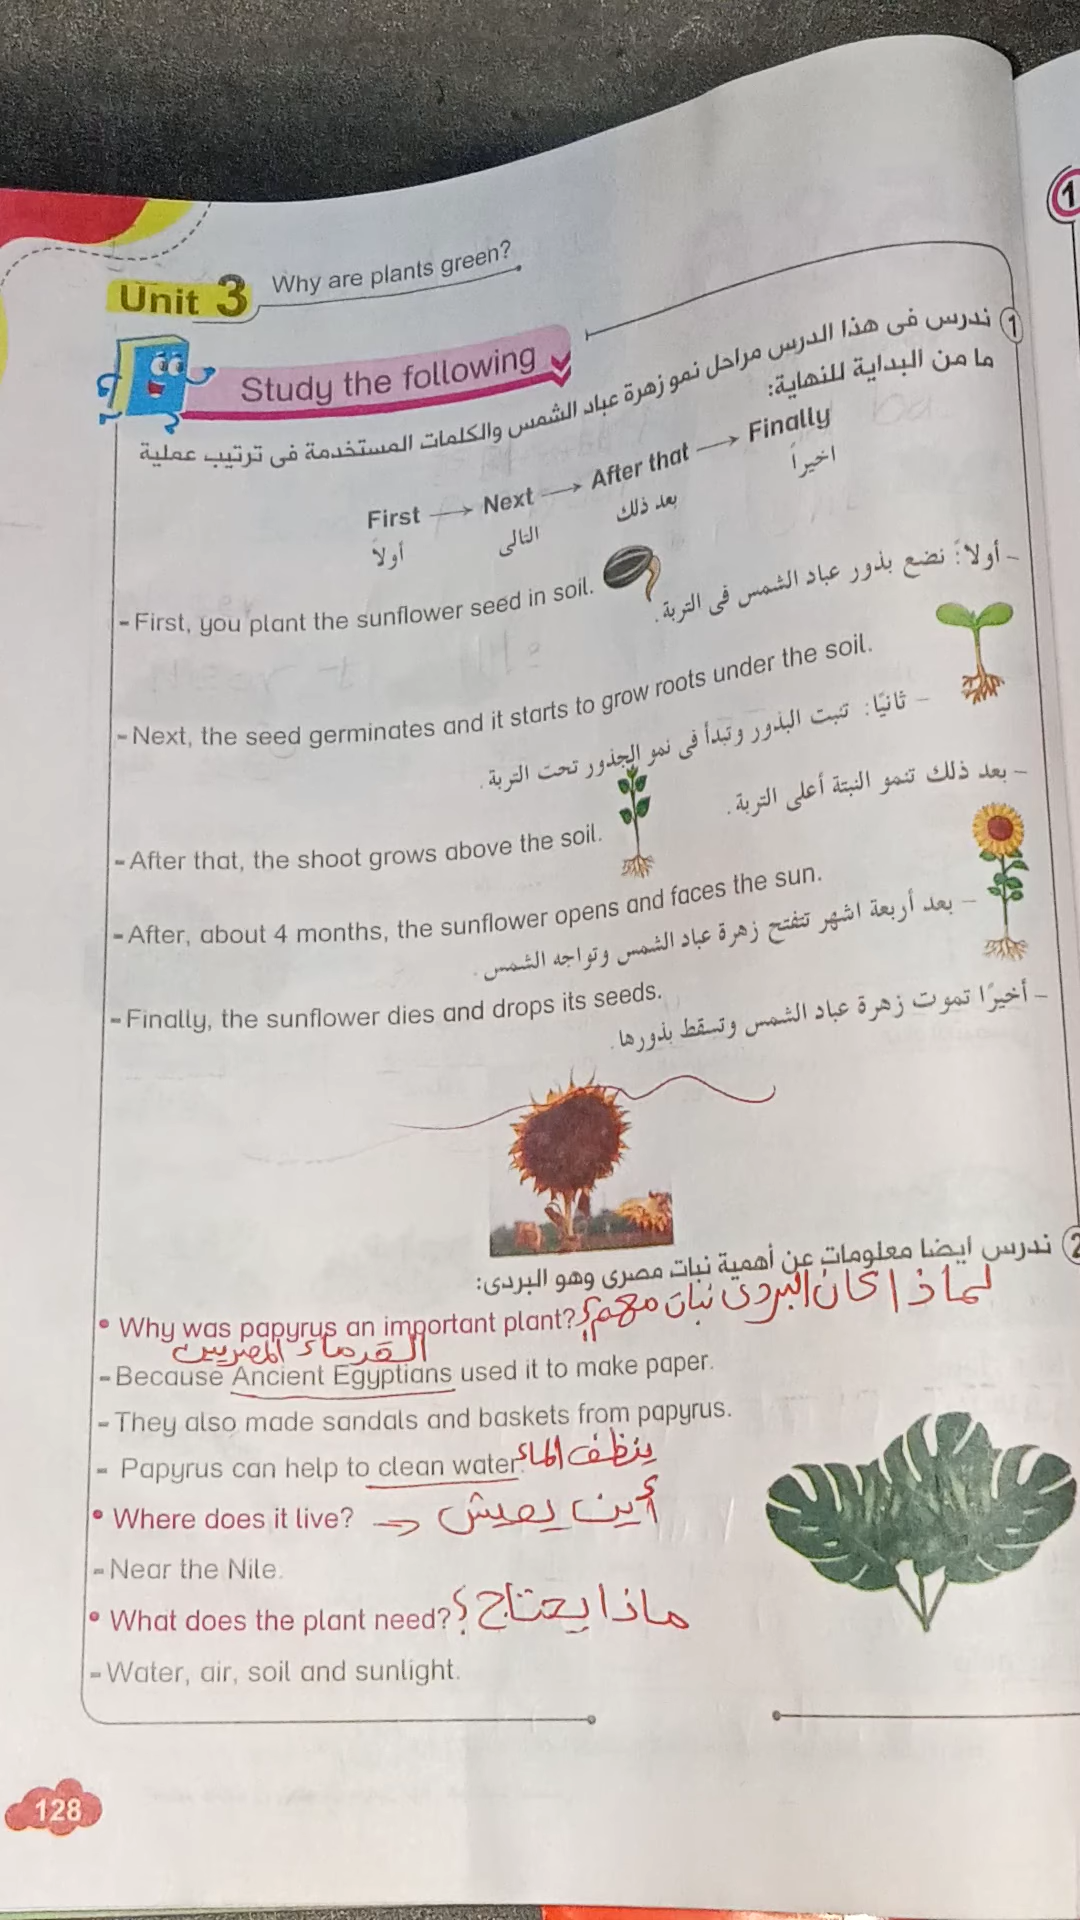 Unit 3 Why are plants green?
Study the following
1 ندرس فى هذا الدرس مراحل نمو زهرة عباد الشمس والكلمات المستخدمة فى ترتيب عملية
ما من البداية للنهاية:
First → Next → After that → Finally
أولاً التالى بعد ذلك اخيراً
- First, you plant the sunflower seed in soil.
- أولاً: نضع بذور عباد الشمس فى التربة.
- Next, the seed germinates and it starts to grow roots under the soil.
- ثانيًا: تنبت البذور وتبدأ فى نمو الجذور تحت التربة.
- After that, the shoot grows above the soil.
- بعد ذلك تنمو النبتة أعلى التربة.
- After, about 4 months, the sunflower opens and faces the sun.
- بعد أربعة اشهر تتفتح زهرة عباد الشمس وتواجه الشمس.
- Finally, the sunflower dies and drops its seeds.
- أخيرًا تموت زهرة عباد الشمس وتسقط بذورها.
2 ندرس ايضا معلومات عن أهمية نبات مصرى وهو البردى:
لماذا كان البردى نبات مهم؟
• Why was papyrus an important plant?
القدماء المصريين
- Because Ancient Egyptians used it to make paper.
- They also made sandals and baskets from papyrus.
- Papyrus can help to clean water. ينظف الماء
• Where does it live? → أين يعيش
- Near the Nile.
• What does the plant need? ماذا يحتاج؟
- Water, air, soil and sunlight.
128
1